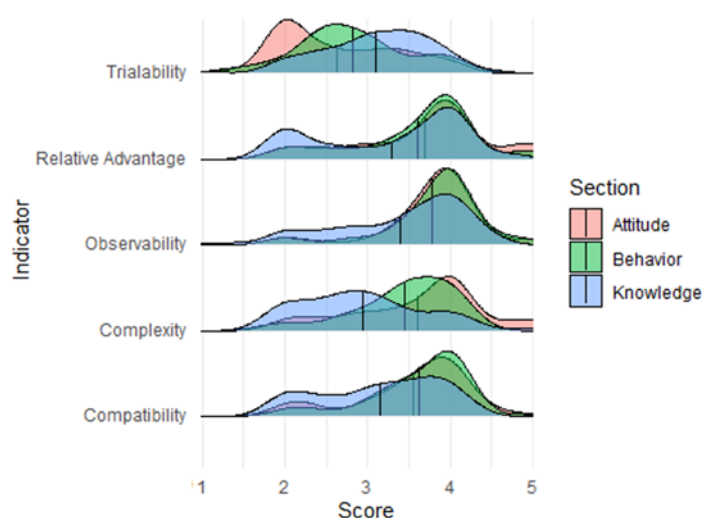 Trialability
Relative Advantage
Observability
Complexity
Compatibility
Indicator
1 2 3 4 5
Score
Section
Attitude
Behavior
Knowledge